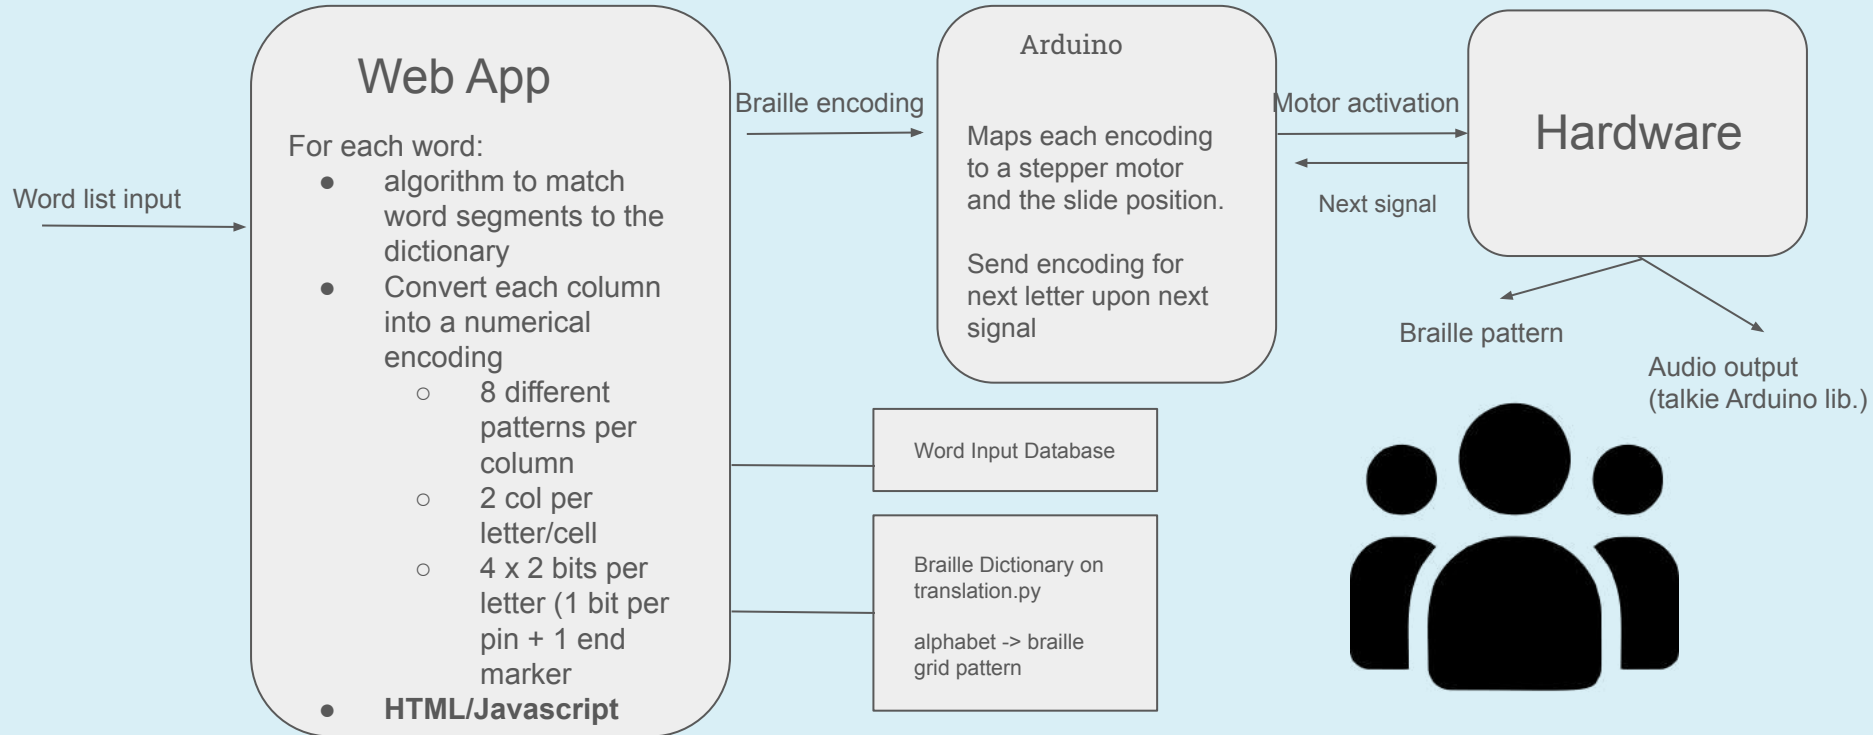 Word list input
Web App
For each word:
● algorithm to match
word segments to the
dictionary
● Convert each column
into a numerical
encoding
○ 8 different
patterns per
column
○ 2 col per
letter/cell
○ 4 x 2 bits per
letter (1 bit per
pin + 1 end
marker
● HTML/Javascript
Braille encoding
Arduino
Maps each encoding
to a stepper motor
and the slide position.
Send encoding for
next letter upon next
signal
Motor activation
Next signal
Hardware
Braille pattern
Audio output
(talkie Arduino lib.)
Word Input Database
Braille Dictionary on
translation.py
alphabet -> braille
grid pattern